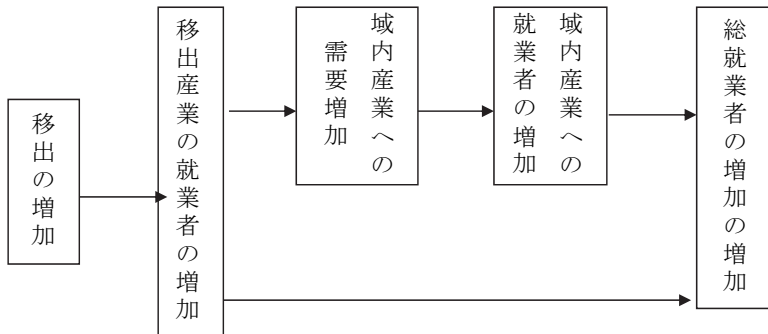 移出の増加
移出産業の就業者の増加
域内産業への
需要増加
域内産業への
就業者の増加
総就業者の増加の増加